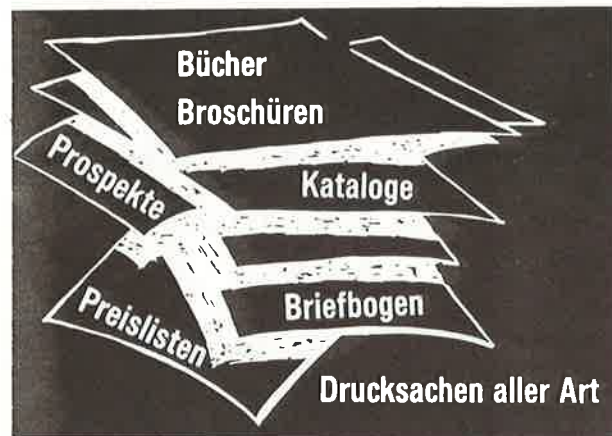 Bücher
Broschüren
Prospekte
Kataloge
Preislisten
Briefbogen
Drucksachen aller Art